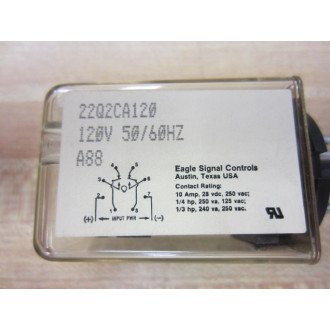 22Q2CA120
120V 50/60HZ
A88
Eagle Signal Controls
Austin, Texas USA
Contact Rating:
10 Amp, 28 vdc, 250 vac;
1/4 hp, 250 va, 125 vac;
1/3 hp, 240 va, 250 vac.
(+) INPUT PWR (-)